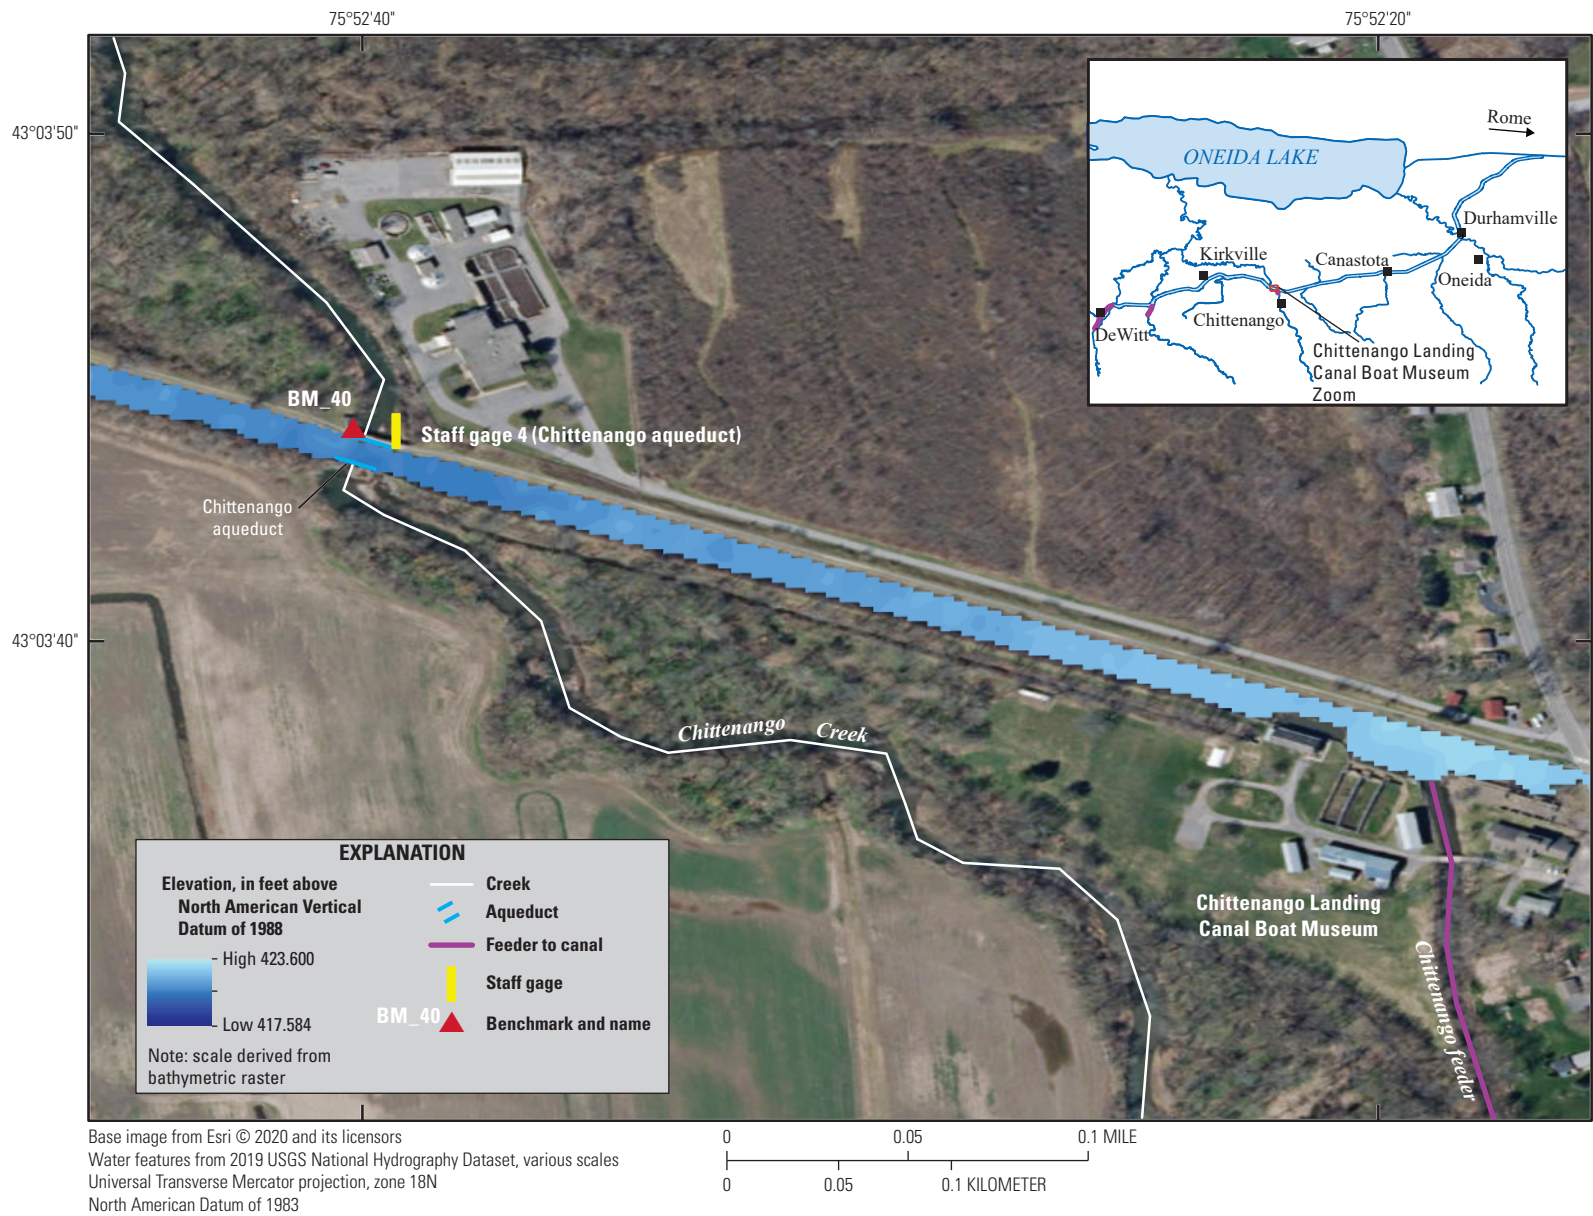 75°52'40"
75°52'20"
43°03'50"
43°03'40"
Rome
ONEIDA LAKE
Durhamville
Kirkville
Canastota
Oneida
DeWitt
Chittenango
Chittenango Landing
Canal Boat Museum
Zoom
BM_40
Staff gage 4 (Chittenango aqueduct)
Chittenango
aqueduct
Chittenango Creek
Chittenango Landing
Canal Boat Museum
Chittenango feeder
EXPLANATION
Elevation, in feet above
North American Vertical
Datum of 1988
High 423.600
Low 417.584
Note: scale derived from
bathymetric raster
Creek
Aqueduct
Feeder to canal
Staff gage
BM_40
Benchmark and name
Base image from Esri © 2020 and its licensors
Water features from 2019 USGS National Hydrography Dataset, various scales
Universal Transverse Mercator projection, zone 18N
North American Datum of 1983
0 0.05 0.1 MILE
0 0.05 0.1 KILOMETER